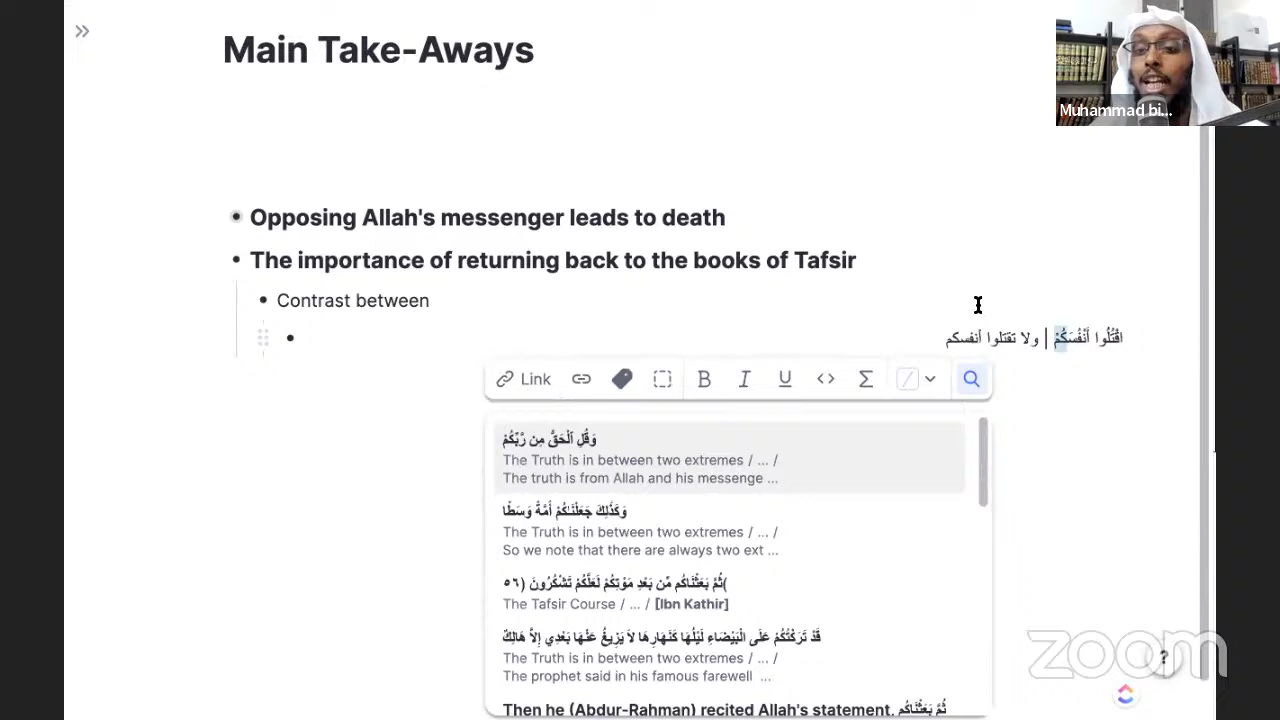 Main Take-Aways
Muhammad bi...
Opposing Allah's messenger leads to death
The importance of returning back to the books of Tafsir
Contrast between
اقْتُلُوا أَنْفُسَكُمْ | ولا تقتلوا أنفسكم
Link
B I U <> Σ
وَقُلِ ٱلْحَقُّ مِن رَّبِّكُمْ
The Truth is in between two extremes / ... /
The truth is from Allah and his messenge ...
وَكَذَٰلِكَ جَعَلْنَاكُمْ أُمَّةً وَسَطًا
The Truth is in between two extremes / ... /
So we note that there are always two ext ...
)ثُمَّ بَعَثْنَاكُم مِّن بَعْدِ مَوْتِكُمْ لَعَلَّكُمْ تَشْكُرُونَ (٥٦
The Tafsir Course / ... / [Ibn Kathir]
قَدْ تَرَكْتُكُمْ عَلَى الْبَيْضَاءِ لَيْلُهَا كَنَهَارِهَا لاَ يَزِيغُ عَنْهَا بَعْدِي إِلاَّ هَالِكٌ
The Truth is in between two extremes / ... /
The prophet said in his famous farewell ...
Then he (Abdur-Rahman) recited Allah's statement, ثُمَّ بَعَثْنَاكُم
zoom
?